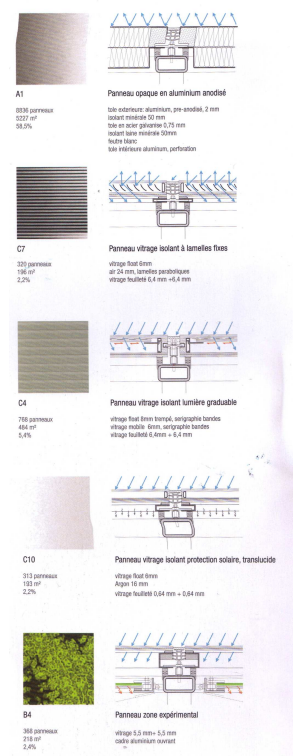 A1
8836 panneaux
5227 m²
58,5%
Panneau opaque en aluminium anodisé
tole exterieure: aluminium, pre-anodisé, 2 mm
isolant minérale 50 mm
tole en acier galvanise 0,75 mm
isolant laine minérale 50mm
feutre blanc
tole intérieure aluminum, perforation
C7
320 panneaux
196 m²
2,2%
Panneau vitrage isolant à lamelles fixes
vitrage float 6mm
air 24 mm, lamelles paraboliques
vitrage feuilleté 6,4 mm +6,4 mm
C4
768 panneaux
484 m²
5,4%
Panneau vitrage isolant lumière graduable
vitrage float 8mm trempé, serigraphie bandes
vitrage mobile 6mm, serigraphie bandes
vitrage feuilleté 6,4mm + 6,4 mm
C10
313 panneaux
193 m²
2,2%
Panneau vitrage isolant protection solaire, translucide
vitrage float 6mm
Argon 16 mm
vitrage feuilleté 0,64 mm + 0,64 mm
B4
368 panneaux
218 m²
2,4%
Panneau zone expérimental
vitrage 5,5 mm+ 5,5 mm
cadre aluminium ouvrant